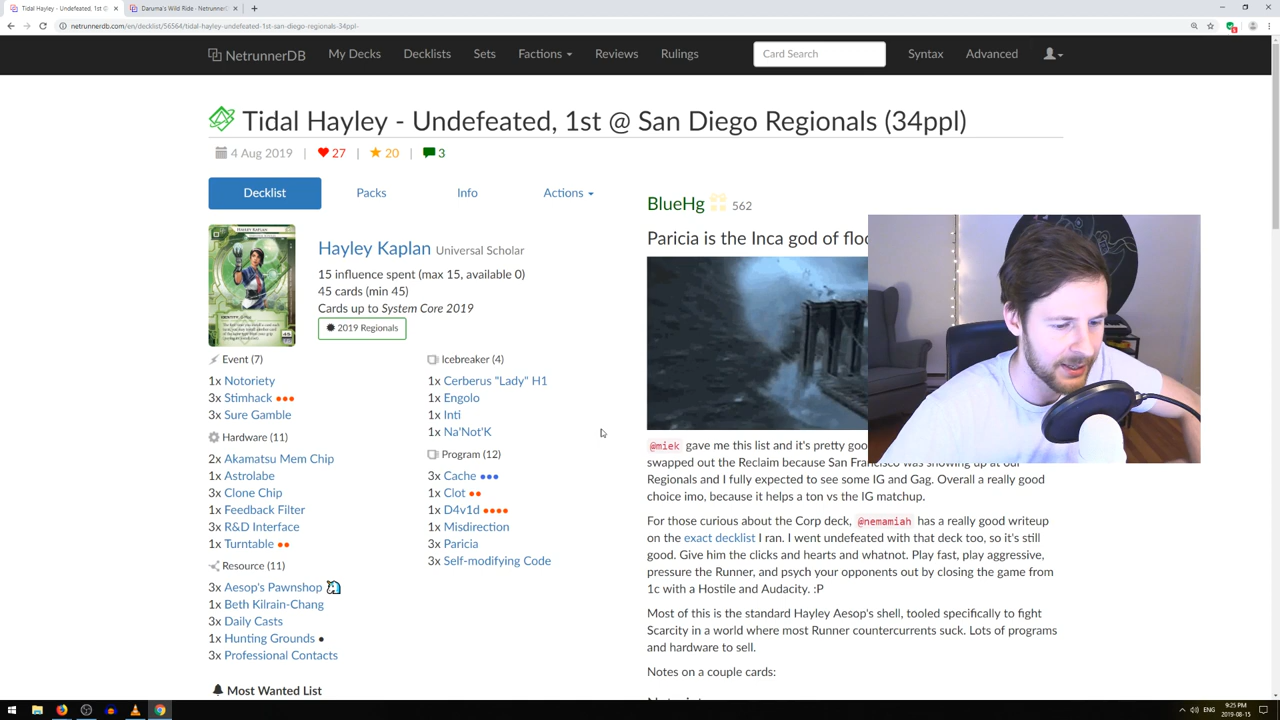 Tidal Hayley - Undefeated, 1st @
Daruma's Wild Ride - NetrunnerD
netrunnerdb.com/en/decklist/56564/tidal-hayley-undefeated-1st-san-diego-regionals-34ppl-
NetrunnerDB My Decks Decklists Sets Factions Reviews Rulings Card Search Syntax Advanced
Tidal Hayley - Undefeated, 1st @ San Diego Regionals (34ppl)
4 Aug 2019 | 27 | 20 | 3
Decklist Packs Info Actions
Hayley Kaplan Universal Scholar
15 influence spent (max 15, available 0)
45 cards (min 45)
Cards up to System Core 2019
2019 Regionals
Event (7)
1x Notoriety
3x Stimhack
3x Sure Gamble
Hardware (11)
2x Akamatsu Mem Chip
1x Astrolabe
3x Clone Chip
1x Feedback Filter
3x R&D Interface
1x Turntable
Resource (11)
3x Aesop's Pawnshop
1x Beth Kilrain-Chang
3x Daily Casts
1x Hunting Grounds
3x Professional Contacts
Icebreaker (4)
1x Cerberus "Lady" H1
1x Engolo
1x Inti
1x Na'Not'K
Program (12)
3x Cache
1x Clot
1x D4v1d
1x Misdirection
3x Paricia
3x Self-modifying Code
Most Wanted List
BlueHg 562
Paricia is the Inca god of floo
@miek gave me this list and it's pretty goo
swapped out the Reclaim because San Francisco was showing up at our
Regionals and I fully expected to see some IG and Gag. Overall a really good
choice imo, because it helps a ton vs the IG matchup.
For those curious about the Corp deck, @nemamiah has a really good writeup
on the exact decklist I ran. I went undefeated with that deck too, so it's still
good. Give him the clicks and hearts and whatnot. Play fast, play aggressive,
pressure the Runner, and psych your opponents out by closing the game from
1c with a Hostile and Audacity. :P
Most of this is the standard Hayley Aesop's shell, tooled specifically to fight
Scarcity in a world where most Runner countercurrents suck. Lots of programs
and hardware to sell.
Notes on a couple cards:
ENG
9:25 PM
2019-08-15